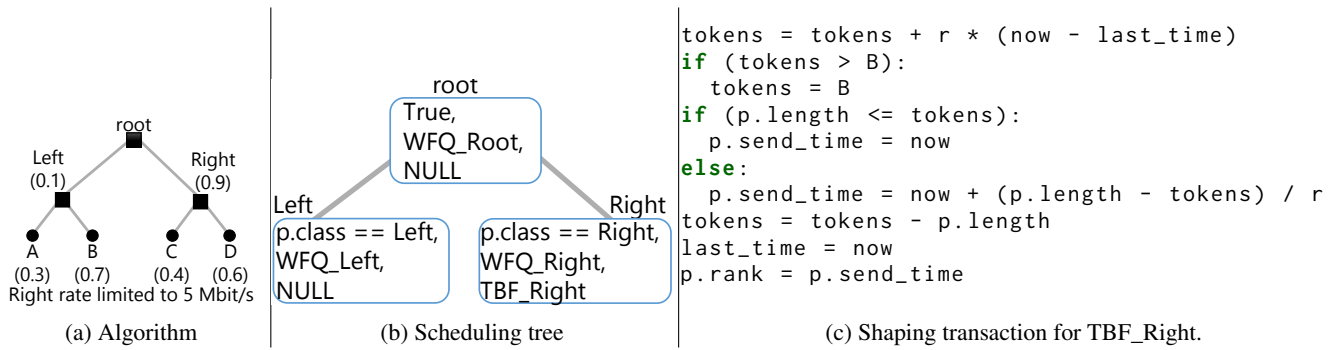 root
Left
(0.1)
Right
(0.9)
A
B
C
D
(0.3)
(0.7)
(0.4)
(0.6)
Right rate limited to 5 Mbit/s
(a) Algorithm
root
True,
WFQ_Root,
NULL
Left
p.class == Left,
WFQ_Left,
NULL
Right
p.class == Right,
WFQ_Right,
TBF_Right
(b) Scheduling tree
tokens = tokens + r * (now - last_time)
if (tokens > B):
  tokens = B
if (p.length <= tokens):
  p.send_time = now
else:
  p.send_time = now + (p.length - tokens) / r
tokens = tokens - p.length
last_time = now
p.rank = p.send_time
(c) Shaping transaction for TBF_Right.